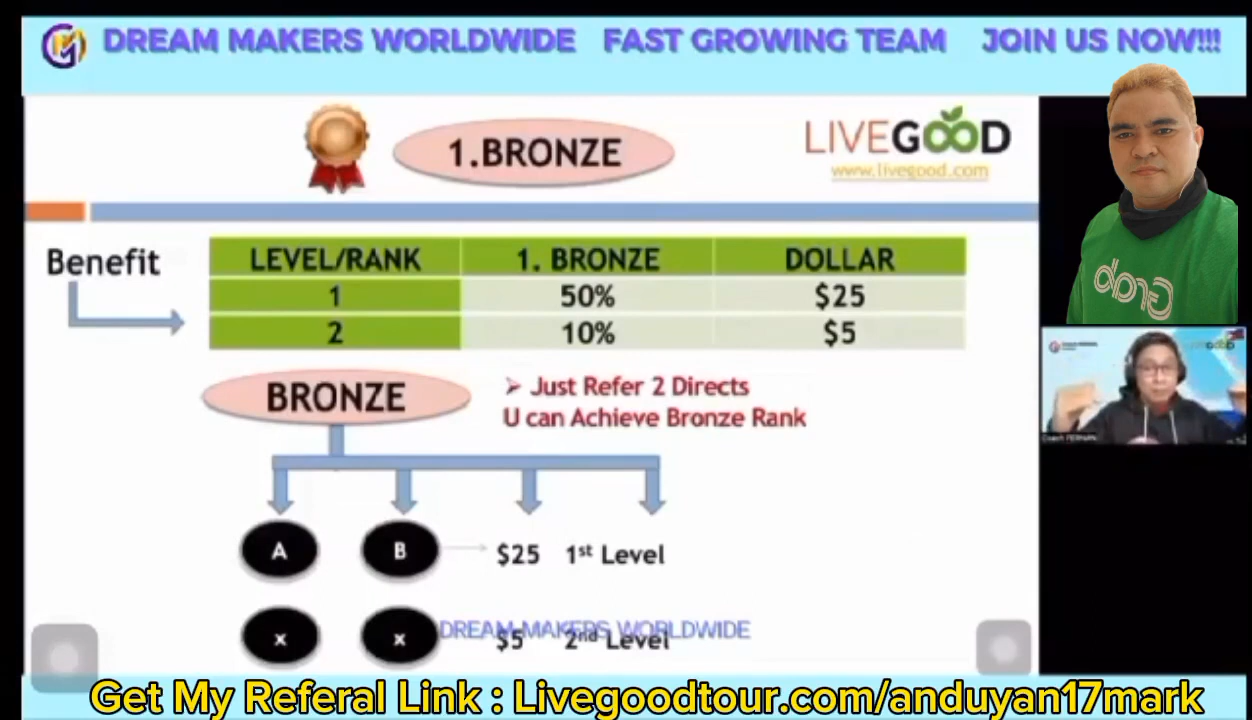 DREAM MAKERS WORLDWIDE FAST GROWING TEAM JOIN US NOW!!!
1.BRONZE
LIVEGOOD
www.livegood.com
Benefit
LEVEL/RANK 1. BRONZE DOLLAR
1 50% $25
2 10% $5
BRONZE
➢ Just Refer 2 Directs
U can Achieve Bronze Rank
Grab
A B $25 1st Level
x x $5 2nd Level
DREAM MAKERS WORLDWIDE
Get My Referal Link : Livegoodtour.com/anduyan17mark